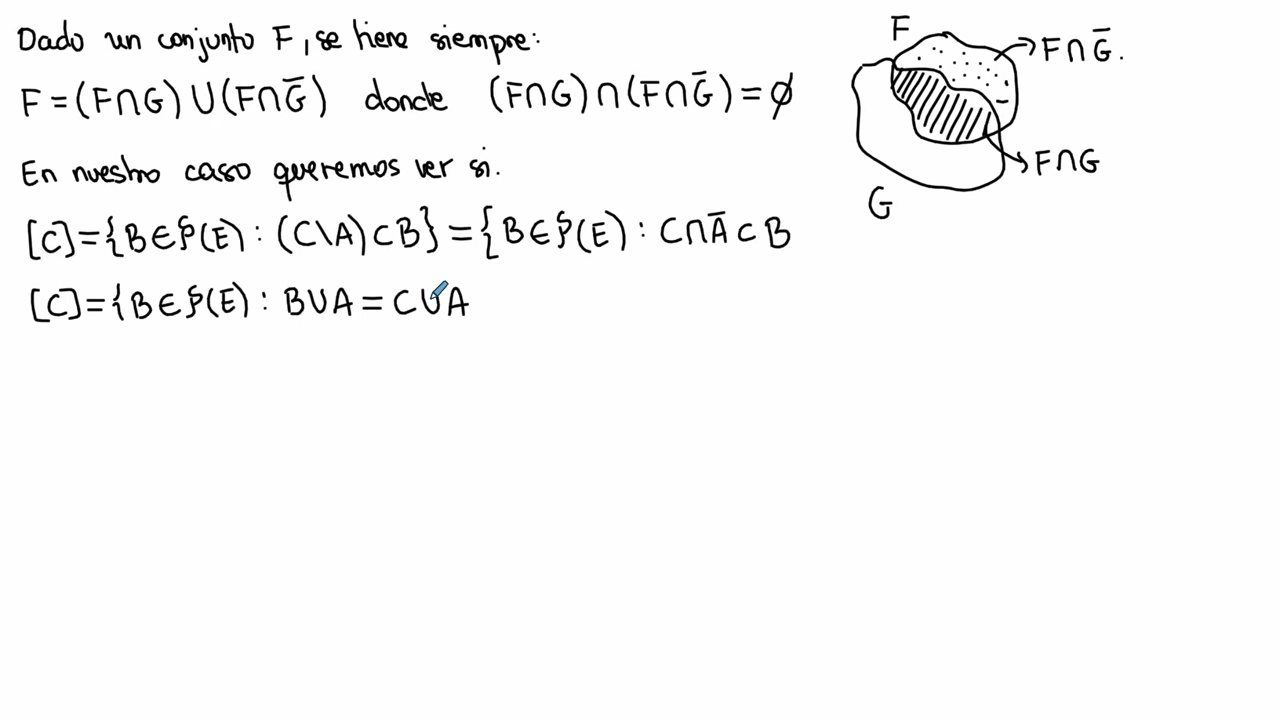 Dado un conjunto F, se tiene siempre:
F = (F∩G) ∪ (F∩G̅) donde (F∩G) ∩ (F∩G̅) = ∅
En nuestro caso queremos ver si.
[C] = {B ∈ P(E) : (C\A) ⊂ B} = {B ∈ P(E) : C∩A̅ ⊂ B
[C] = {B ∈ P(E) : B∪A = C∪A
F
F∩G̅.
F∩G
G